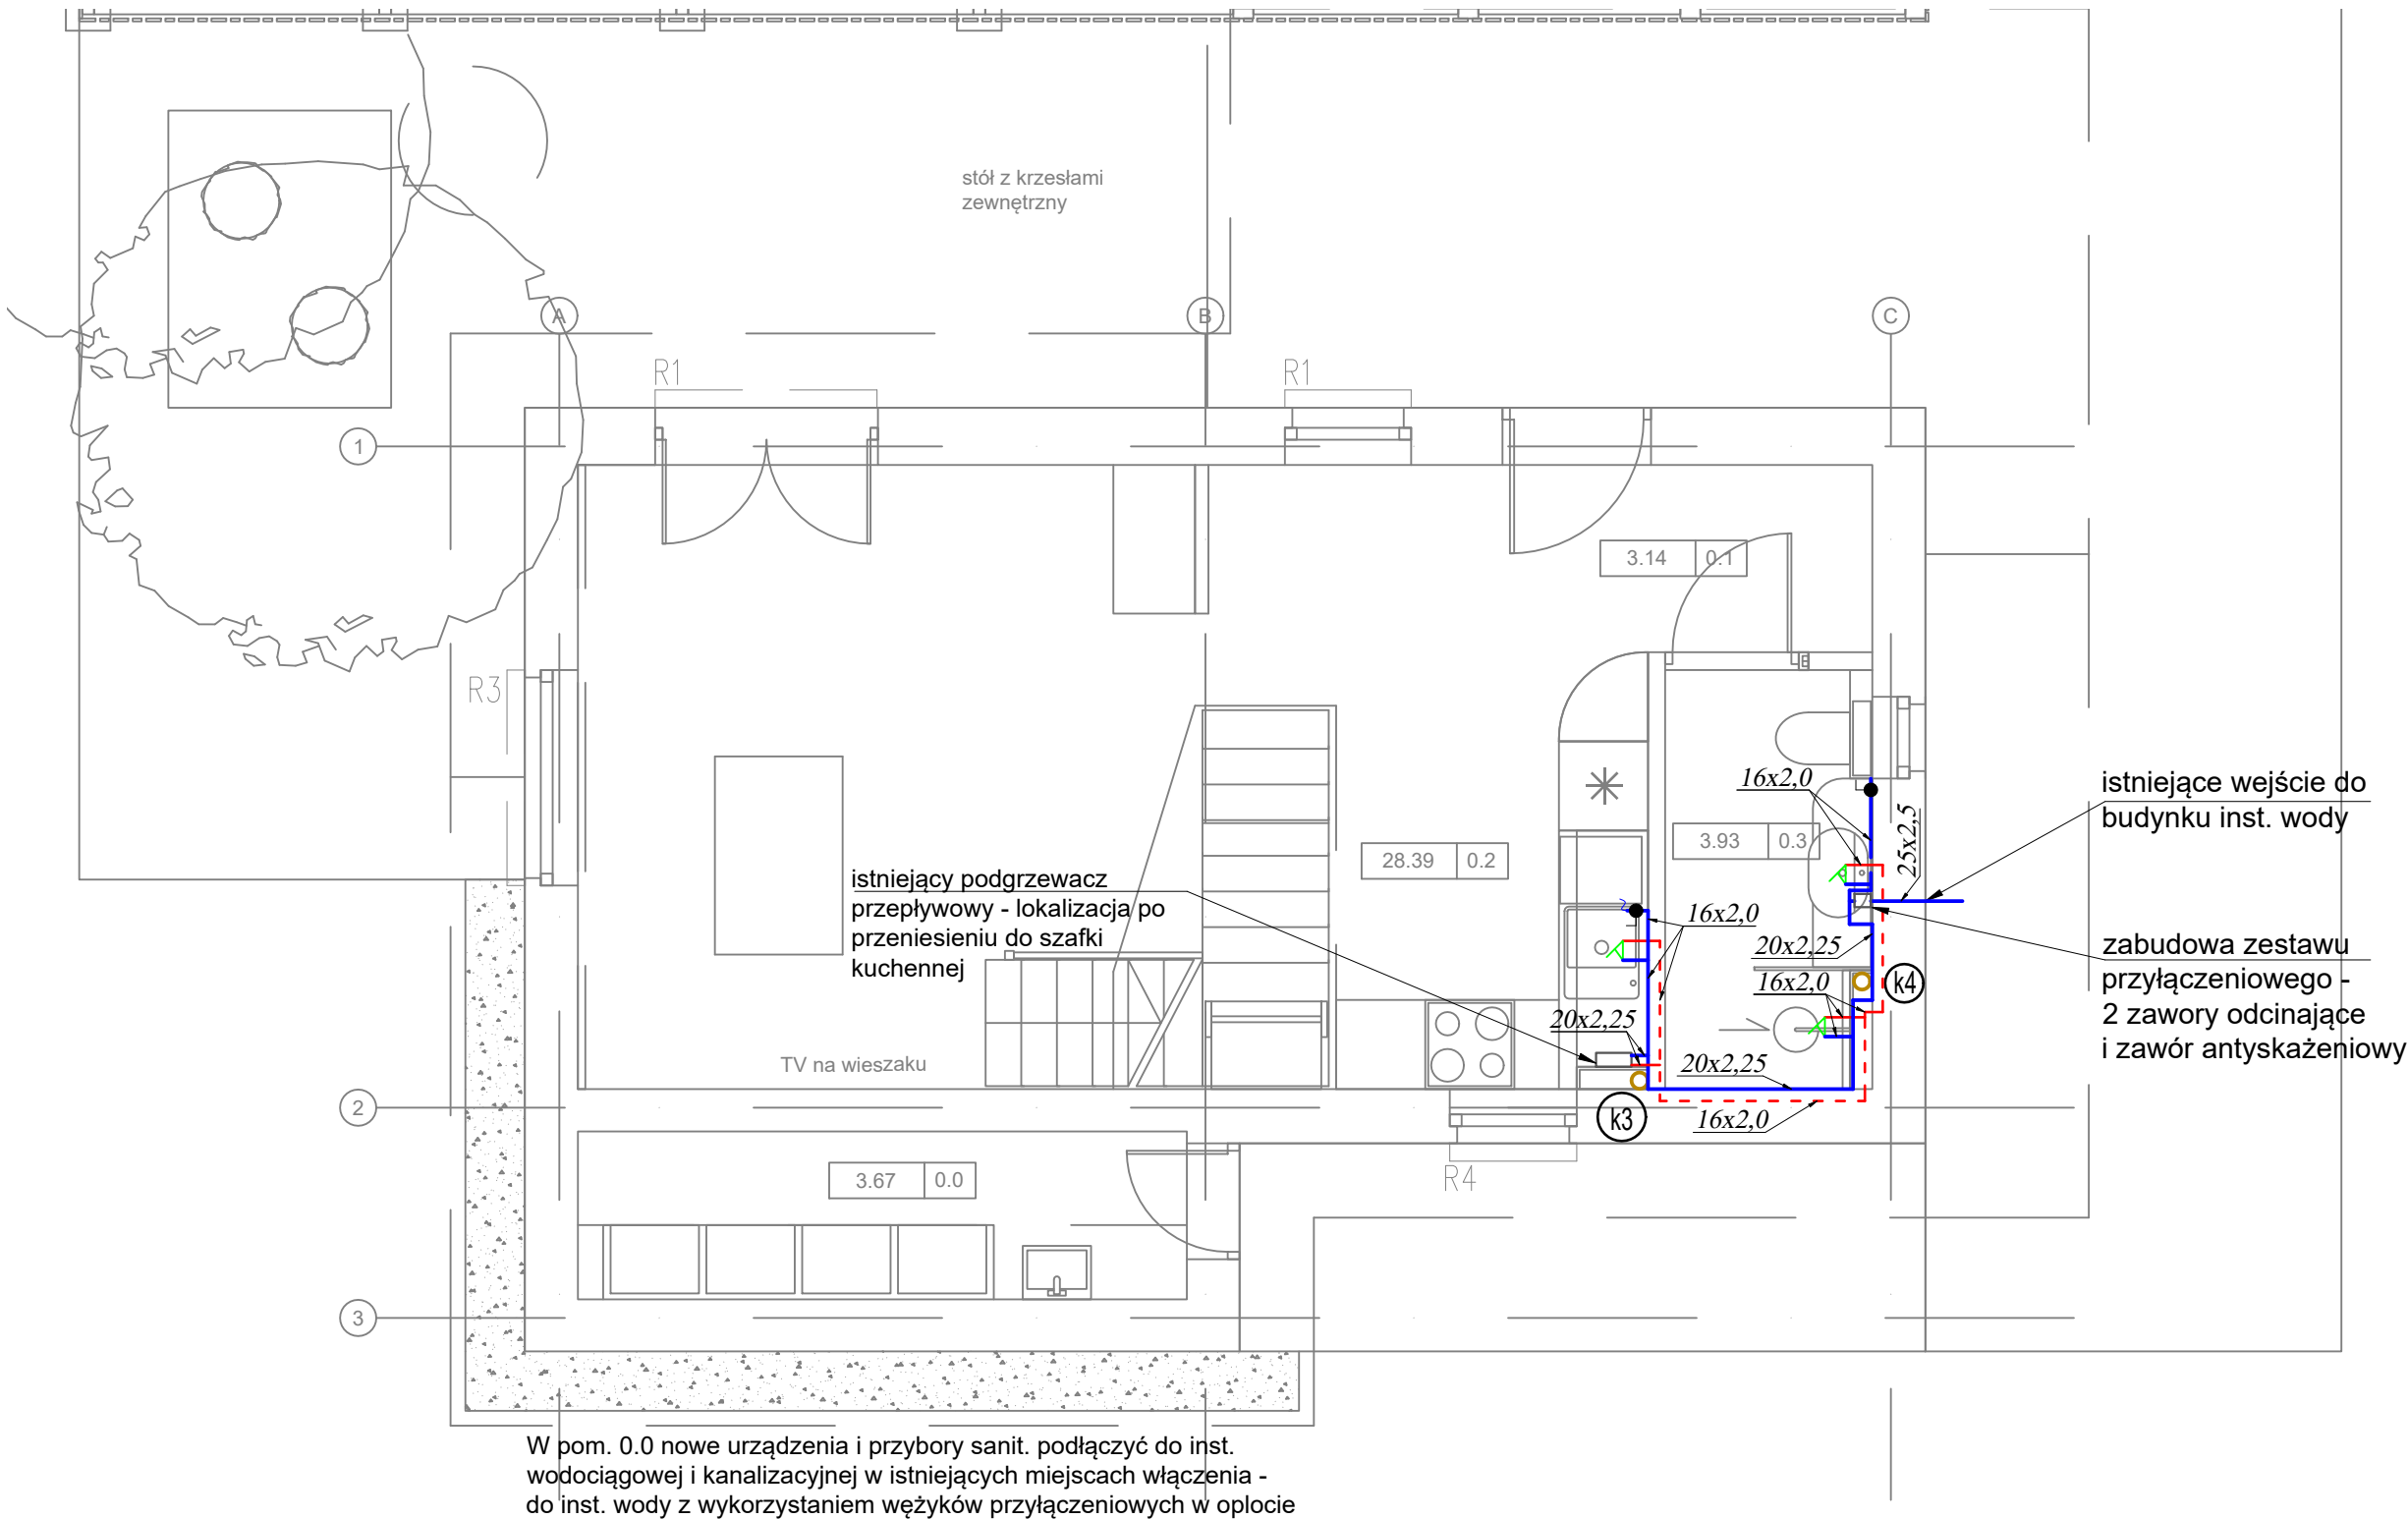 stół z krzesłami
zewnętrzny
A
B
C
R1
R1
1
3.14 0.1
R3
16x2,0
istniejące wejście do
budynku inst. wody
25x2,5
3.93 0.3
28.39 0.2
istniejący podgrzewacz
przepływowy - lokalizacja po
przeniesieniu do szafki
kuchennej
16x2,0
20x2,25
zabudowa zestawu
przyłączeniowego -
2 zawory odcinające
i zawór antyskażeniowy
16x2,0
k4
20x2,25
TV na wieszaku
20x2,25
2
k3
16x2,0
3.67 0.0
R4
3
W pom. 0.0 nowe urządzenia i przybory sanit. podłączyć do inst.
wodociągowej i kanalizacyjnej w istniejących miejscach włączenia -
do inst. wody z wykorzystaniem wężyków przyłączeniowych w oplocie